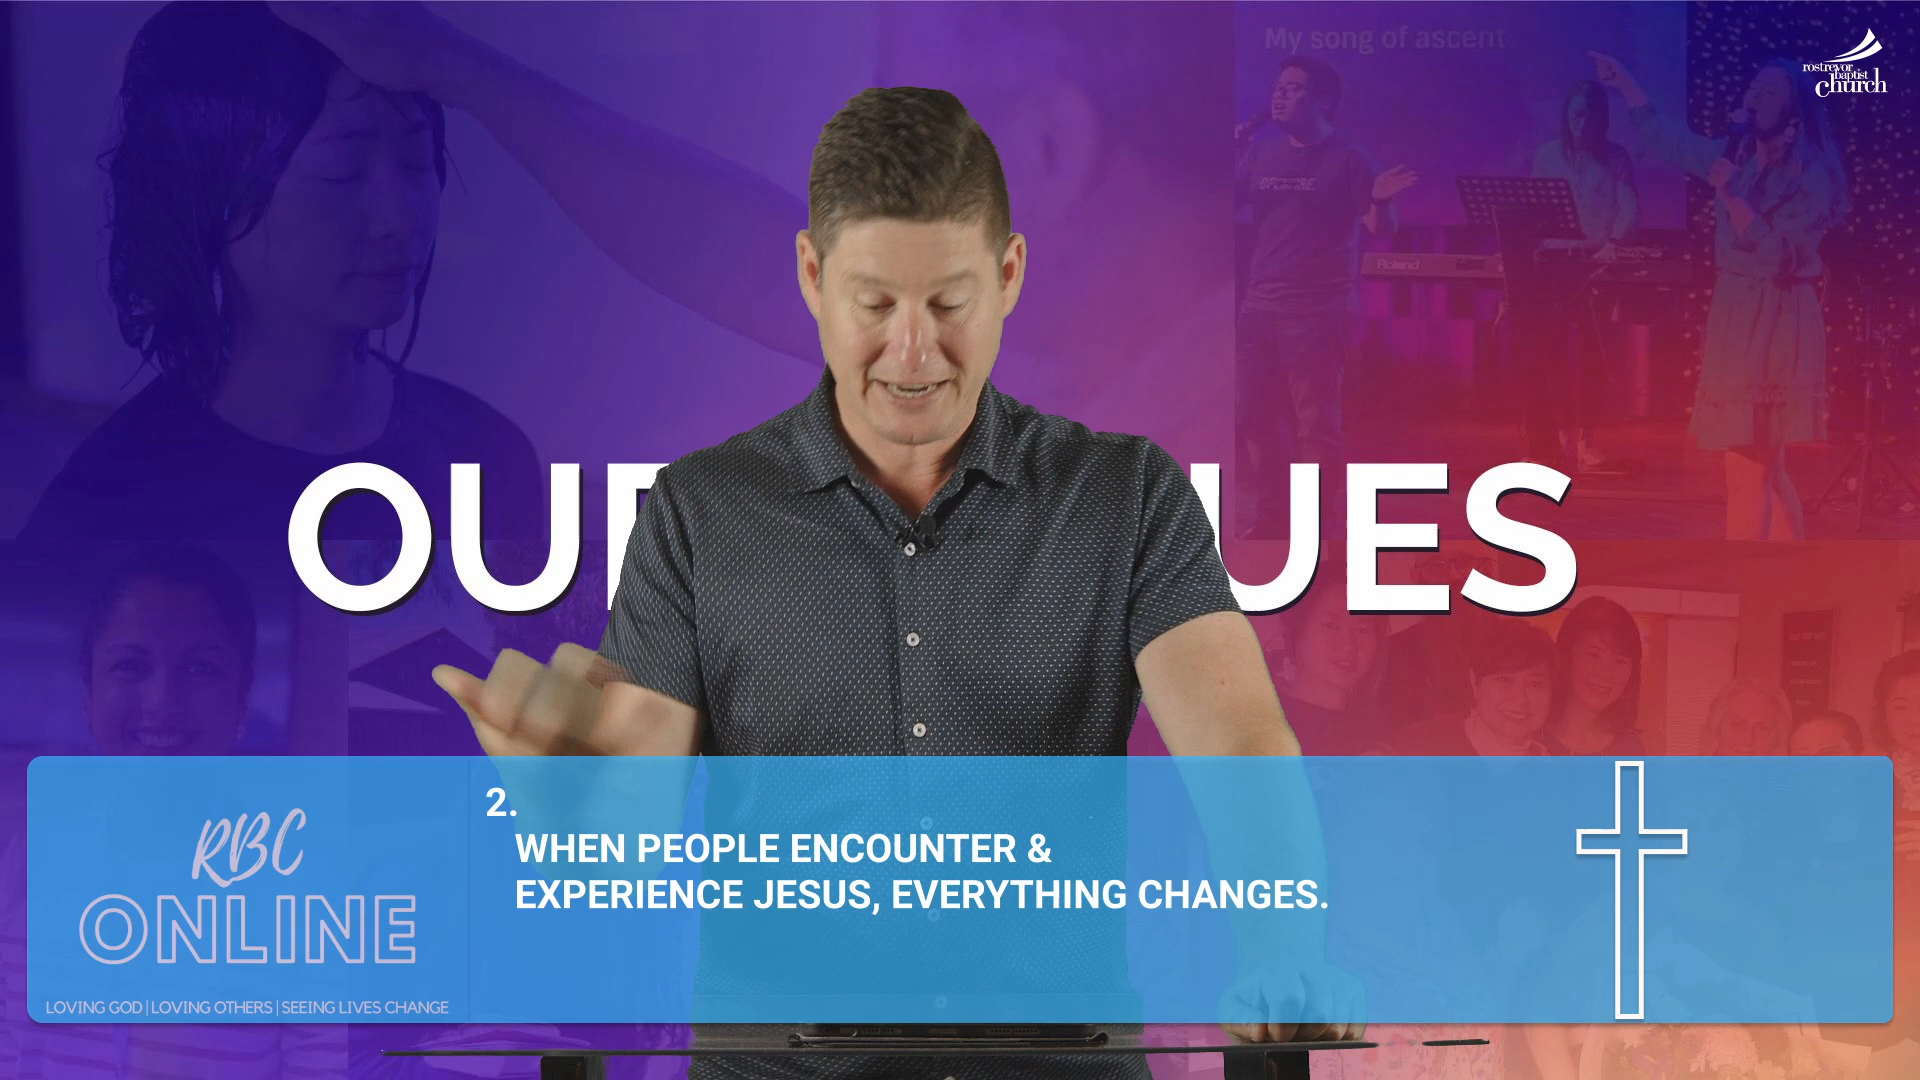 My song of ascent
rostrevor
baptist
church
Roland
OU UES
2.
WHEN PEOPLE ENCOUNTER &
EXPERIENCE JESUS, EVERYTHING CHANGES.
RBC
ONLINE
LOVING GOD | LOVING OTHERS | SEEING LIVES CHANGE